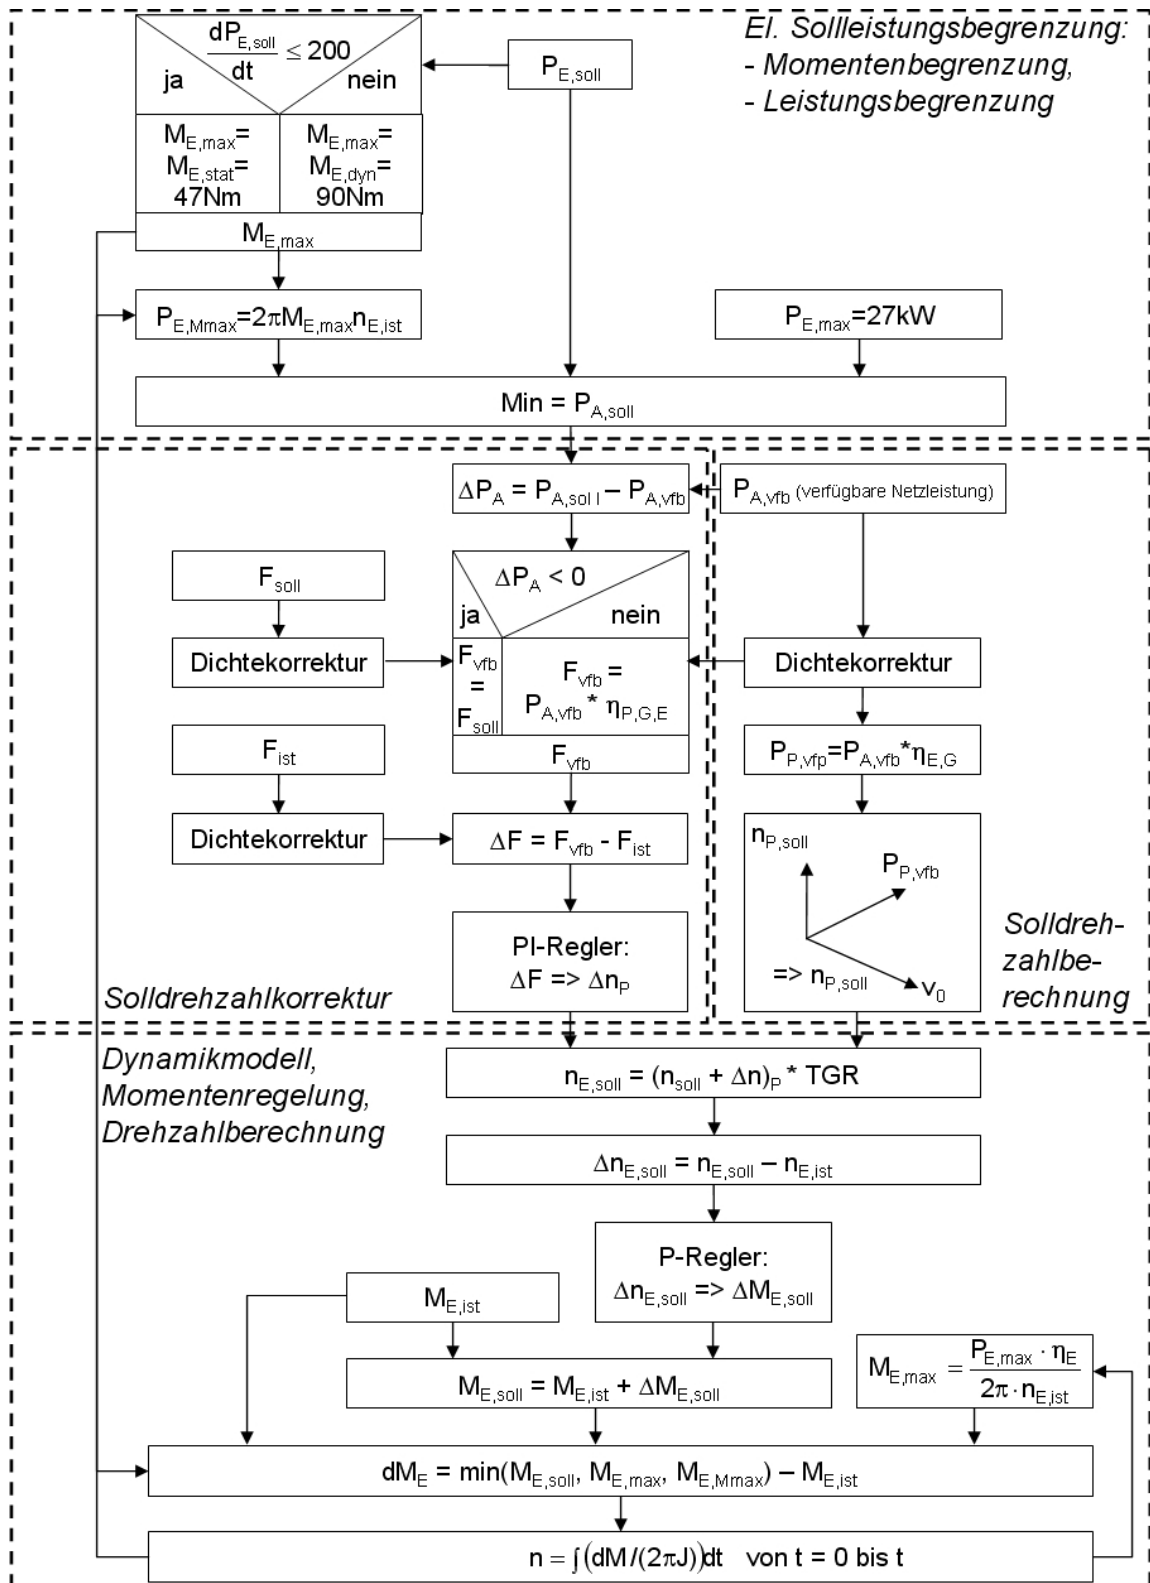 dP_E,soll
dt
≤ 200
ja
nein
P_E,soll
El. Sollleistungsbegrenzung:
- Momentenbegrenzung,
- Leistungsbegrenzung
M_E,max=
M_E,stat=
47Nm
M_E,max=
M_E,dyn=
90Nm
M_E,max
P_E,Mmax=2πM_E,max n_E,ist
P_E,max=27kW
Min = P_A,soll
ΔP_A = P_A,sol l – P_A,vfb
P_A,vfb (verfügbare Netzleistung)
F_soll
ΔP_A < 0
ja
nein
Dichtekorrektur
F_vfb
=
F_soll
F_vfb =
P_A,vfb * η_P,G,E
Dichtekorrektur
F_ist
F_vfb
P_P,vfp=P_A,vfb*η_E,G
Dichtekorrektur
ΔF = F_vfb - F_ist
n_P,soll
P_P,vfb
=> n_P,soll
v_0
PI-Regler:
ΔF => Δn_P
Solldrehzahlkorrektur
Solldreh-
zahlbe-
rechnung
Dynamikmodell,
Momentenregelung,
Drehzahlberechnung
n_E,soll = (n_soll + Δn)_P * TGR
Δn_E,soll = n_E,soll – n_E,ist
P-Regler:
Δn_E,soll => ΔM_E,soll
M_E,ist
M_E,soll = M_E,ist + ΔM_E,soll
M_E,max = P_E,max · η_E
2π · n_E,ist
dM_E = min(M_E,soll, M_E,max, M_E,Mmax) – M_E,ist
n = ∫(dM/(2πJ))dt von t = 0 bis t